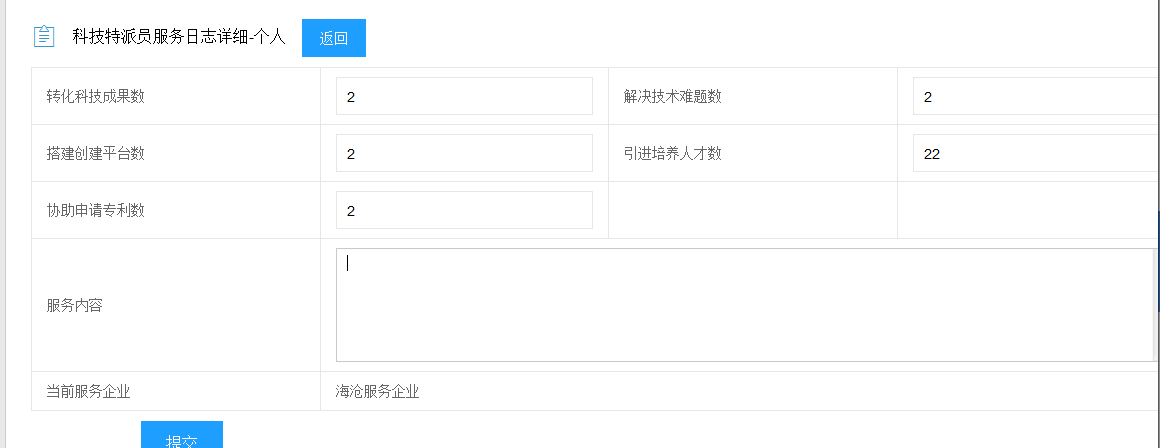 科技特派员服务日志详细-个人 返回
转化科技成果数 2 解决技术难题数 2
搭建创建平台数 2 引进培养人才数 22
协助申请专利数 2
服务内容
当前服务企业 海沧服务企业
提交